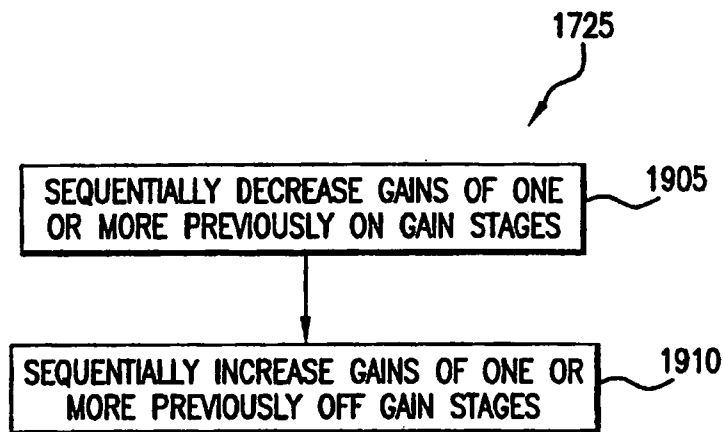 1725
SEQUENTIALLY DECREASE GAINS OF ONE
OR MORE PREVIOUSLY ON GAIN STAGES
1905
SEQUENTIALLY INCREASE GAINS OF ONE OR
MORE PREVIOUSLY OFF GAIN STAGES
1910